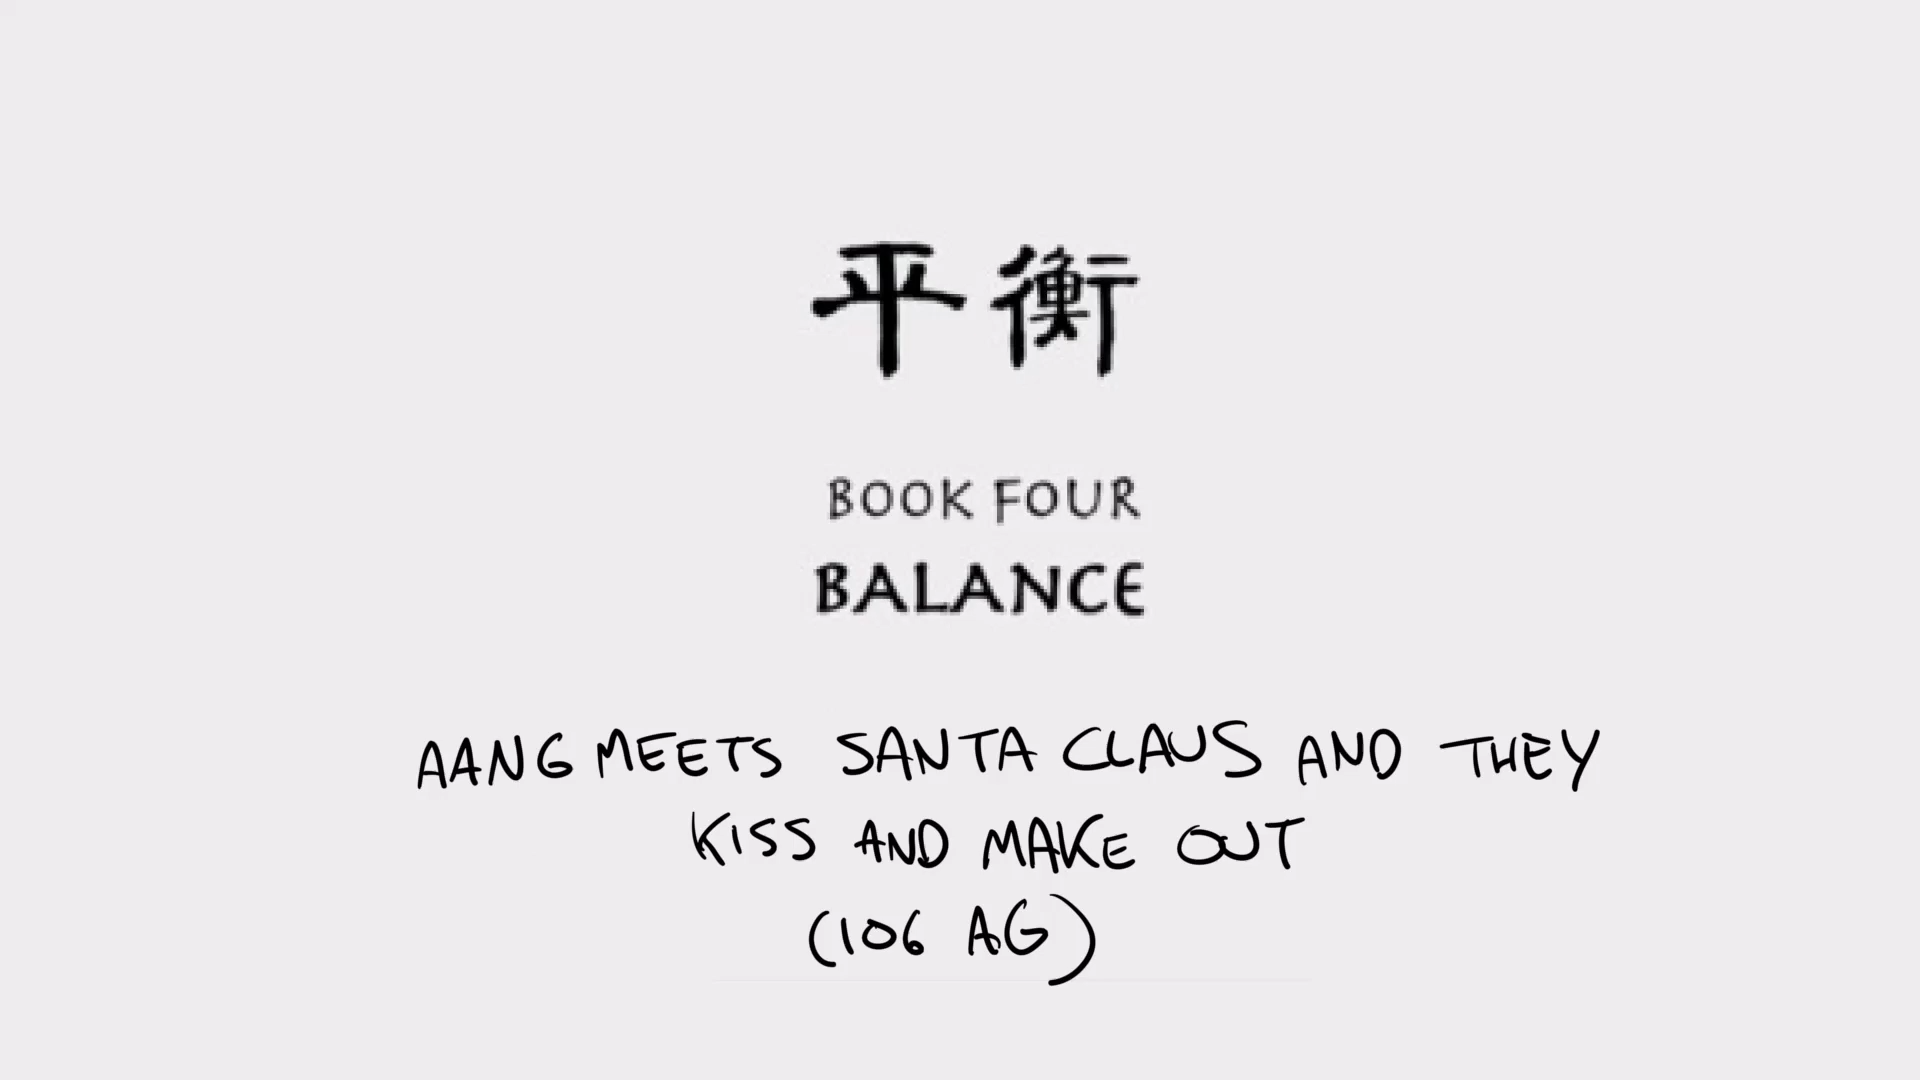 平衡
BOOK FOUR
BALANCE
AANG MEETS SANTA CLAUS AND THEY
KISS AND MAKE OUT
(106 AG)